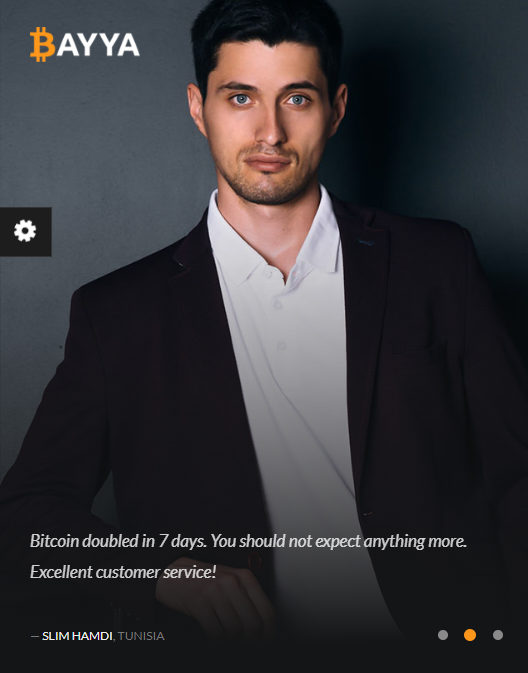 BAYYA
Bitcoin doubled in 7 days. You should not expect anything more.
Excellent customer service!
— SLIM HAMDI, TUNISIA